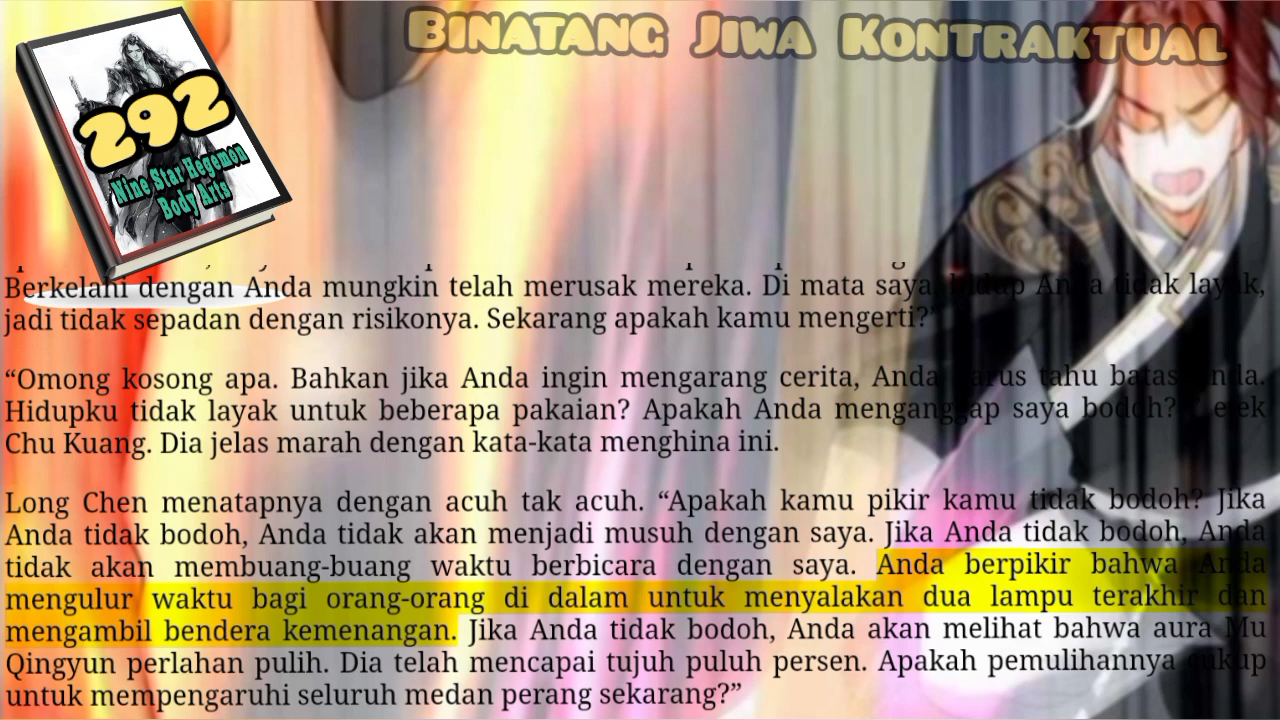 BINATANG JIWA KONTRAKTUAL
292
Nine Star Hegemon
Body Arts
Berkelahi dengan Anda mungkin telah merusak mereka. Di mata saya, hidup Anda tidak layak,
jadi tidak sepadan dengan risikonya. Sekarang apakah kamu mengerti?”
“Omong kosong apa. Bahkan jika Anda ingin mengarang cerita, Anda harus tahu batas Anda.
Hidupku tidak layak untuk beberapa pakaian? Apakah Anda menganggap saya bodoh?” ejek
Chu Kuang. Dia jelas marah dengan kata-kata menghina ini.
Long Chen menatapnya dengan acuh tak acuh. “Apakah kamu pikir kamu tidak bodoh? Jika
Anda tidak bodoh, Anda tidak akan menjadi musuh dengan saya. Jika Anda tidak bodoh, Anda
tidak akan membuang-buang waktu berbicara dengan saya. Anda berpikir bahwa Anda
mengulur waktu bagi orang-orang di dalam untuk menyalakan dua lampu terakhir dan
mengambil bendera kemenangan. Jika Anda tidak bodoh, Anda akan melihat bahwa aura Mu
Qingyun perlahan pulih. Dia telah mencapai tujuh puluh persen. Apakah pemulihannya cukup
untuk mempengaruhi seluruh medan perang sekarang?”